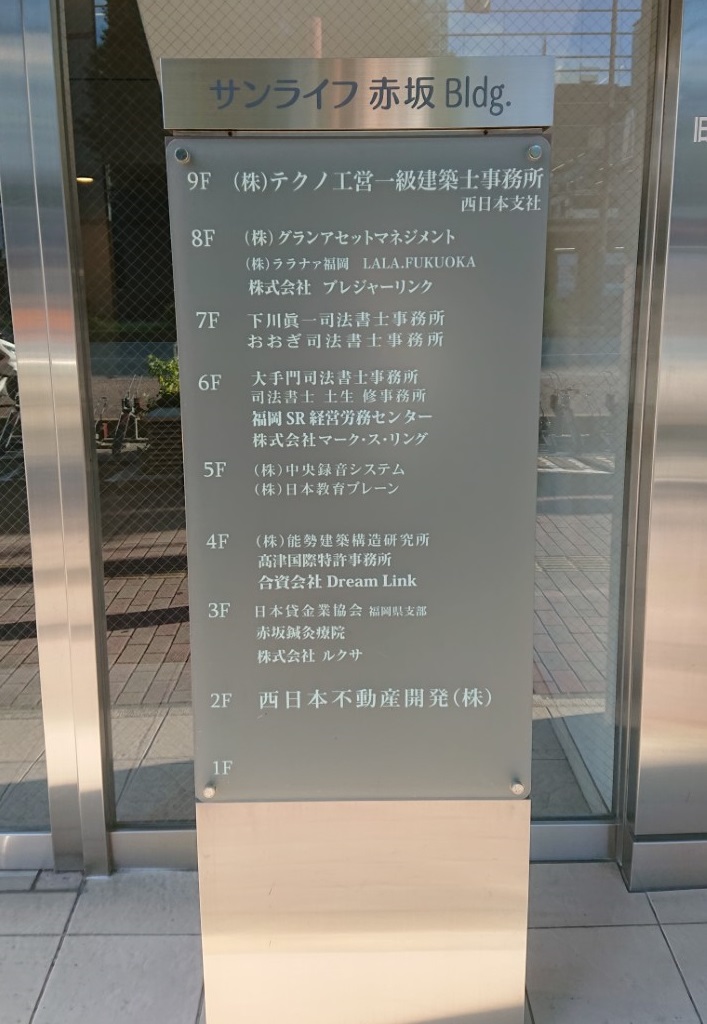 サンライフ 赤坂 Bldg.
9F (株)テクノ工営一級建築士事務所
西日本支社
8F (株)グランアセットマネジメント
(株)ララナァ福岡 LALA.FUKUOKA
株式会社 プレジャーリンク
7F 下川眞一司法書士事務所
おおぎ司法書士事務所
6F 大手門司法書士事務所
司法書士 土生 修事務所
福岡 SR 経営労務センター
株式会社マーク・ス・リング
5F (株)中央録音システム
(株)日本教育ブレーン
4F (株)能勢建築構造研究所
髙津国際特許事務所
合資会社 Dream Link
3F 日本貸金業協会 福岡県支部
赤坂鍼灸療院
株式会社 ルクサ
2F 西日本不動産開発(株)
1F